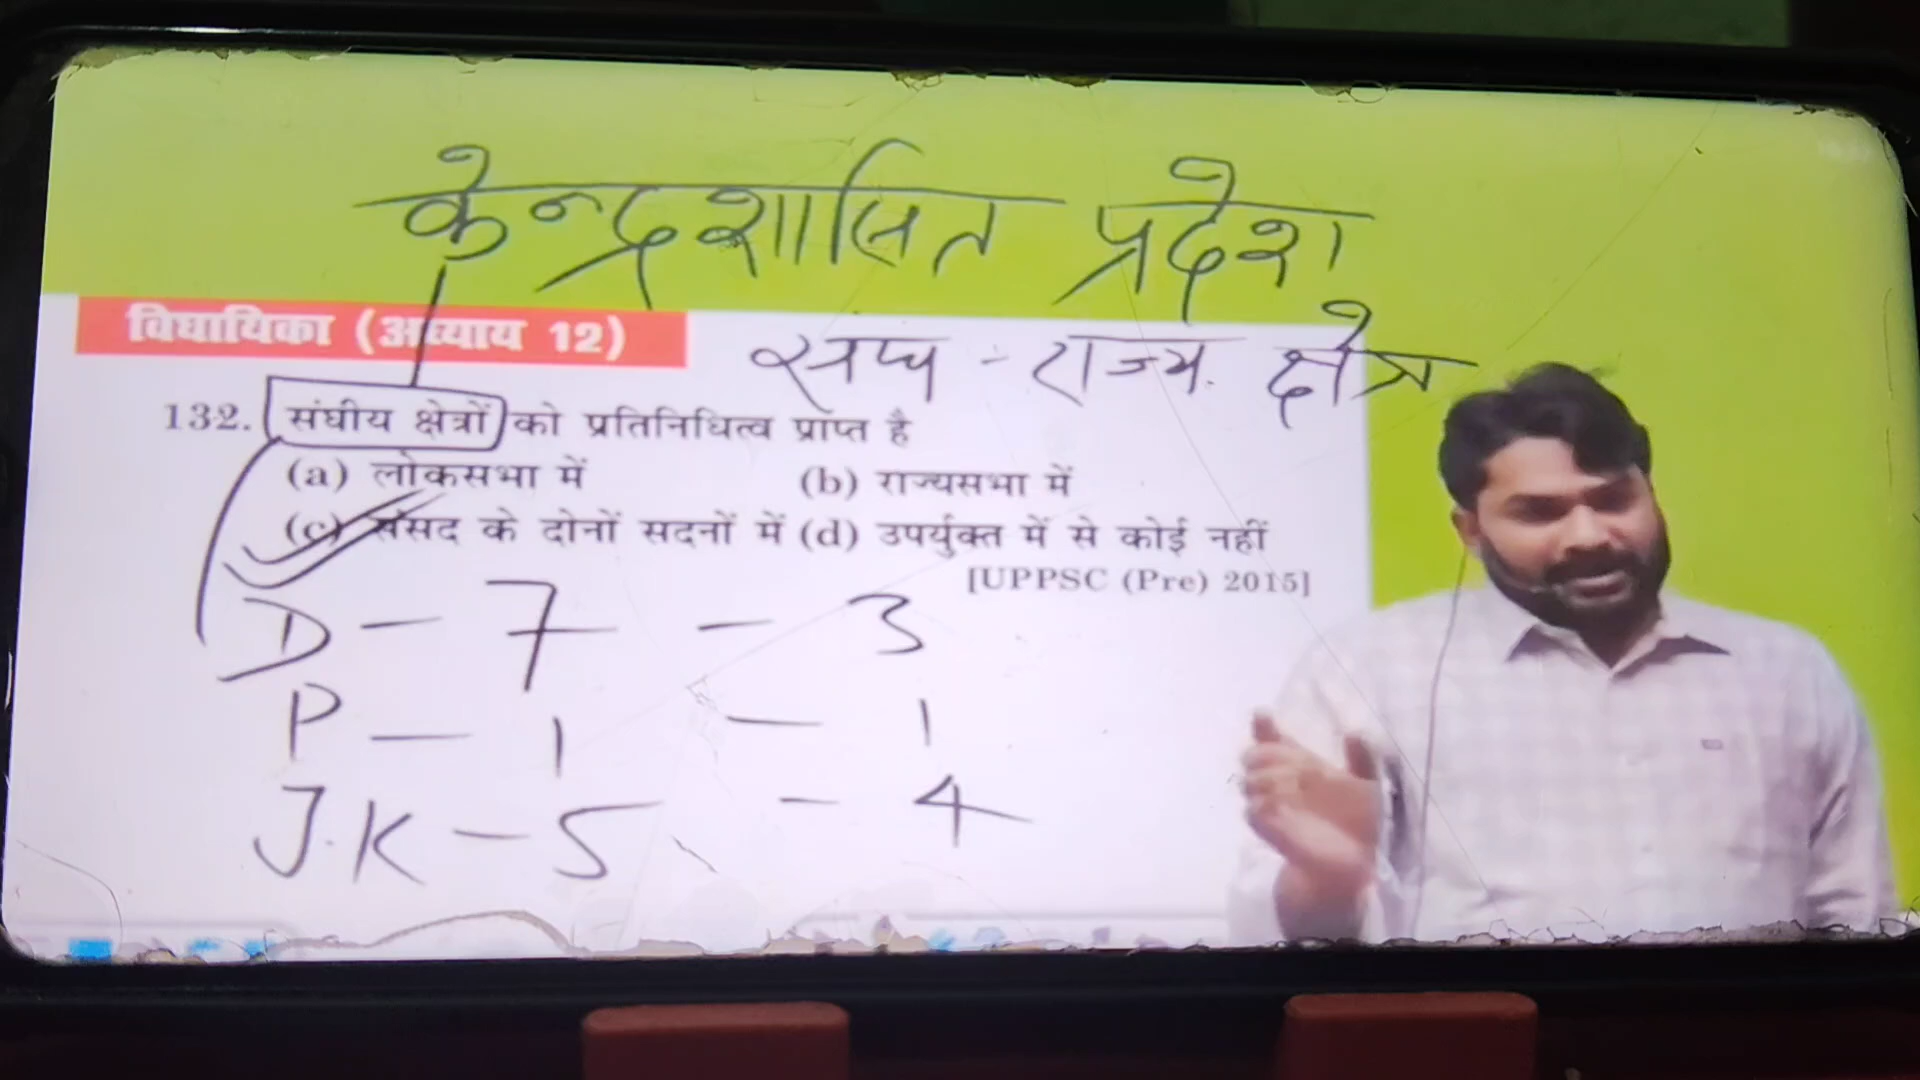 केन्द्रशासित प्रदेश
विधायिका (अध्याय 12)
संघ - राज्य क्षेत्र
132. संघीय क्षेत्रों को प्रतिनिधित्व प्राप्त है
(a) लोकसभा में (b) राज्यसभा में
(c) संसद के दोनों सदनों में (d) उपर्युक्त में से कोई नहीं
[UPPSC (Pre) 2015]
D - 7 - 3
P - 1 - 1
J.K - 5 - 4